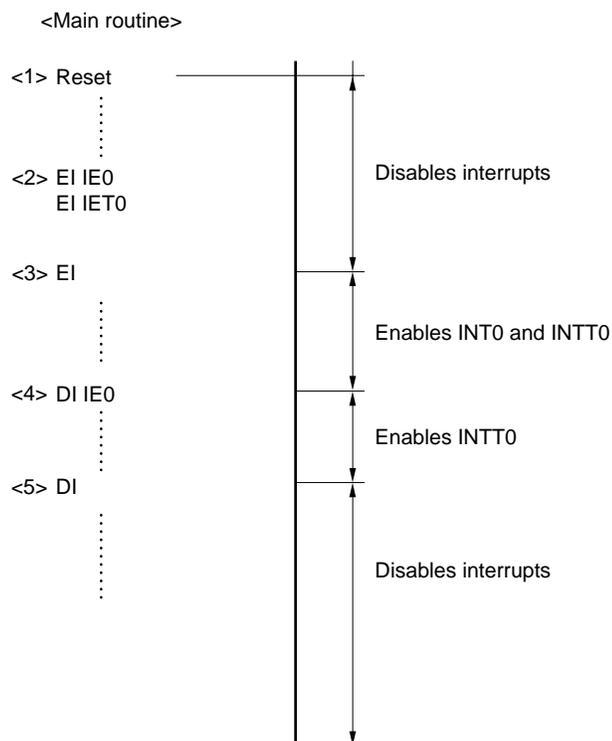 <Main routine>
<1> Reset
Disables interrupts
<2> EI IE0
EI IET0
<3> EI
Enables INT0 and INTT0
<4> DI IE0
Enables INTT0
<5> DI
Disables interrupts